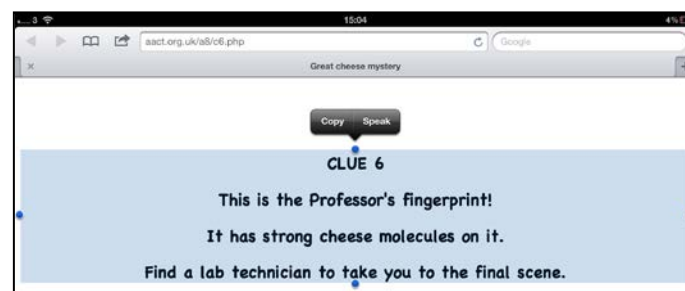 3 15:04 4%
aact.org.uk/a8/c6.php Google
Great cheese mystery
Copy Speak
CLUE 6
This is the Professor's fingerprint!
It has strong cheese molecules on it.
Find a lab technician to take you to the final scene.